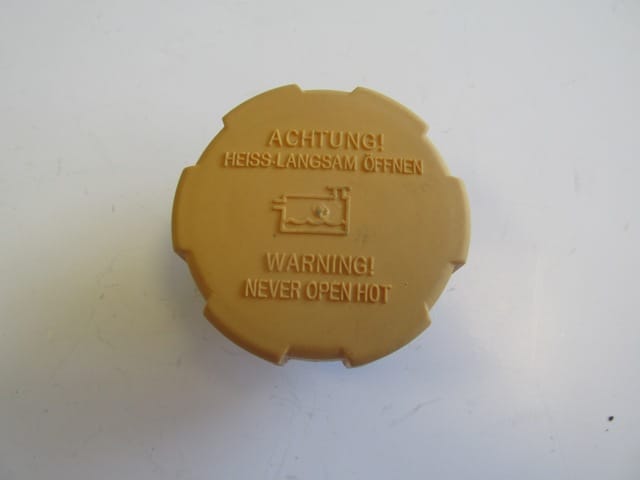 ACHTUNG!
HEISS-LANGSAM ÖFFNEN
WARNING!
NEVER OPEN HOT